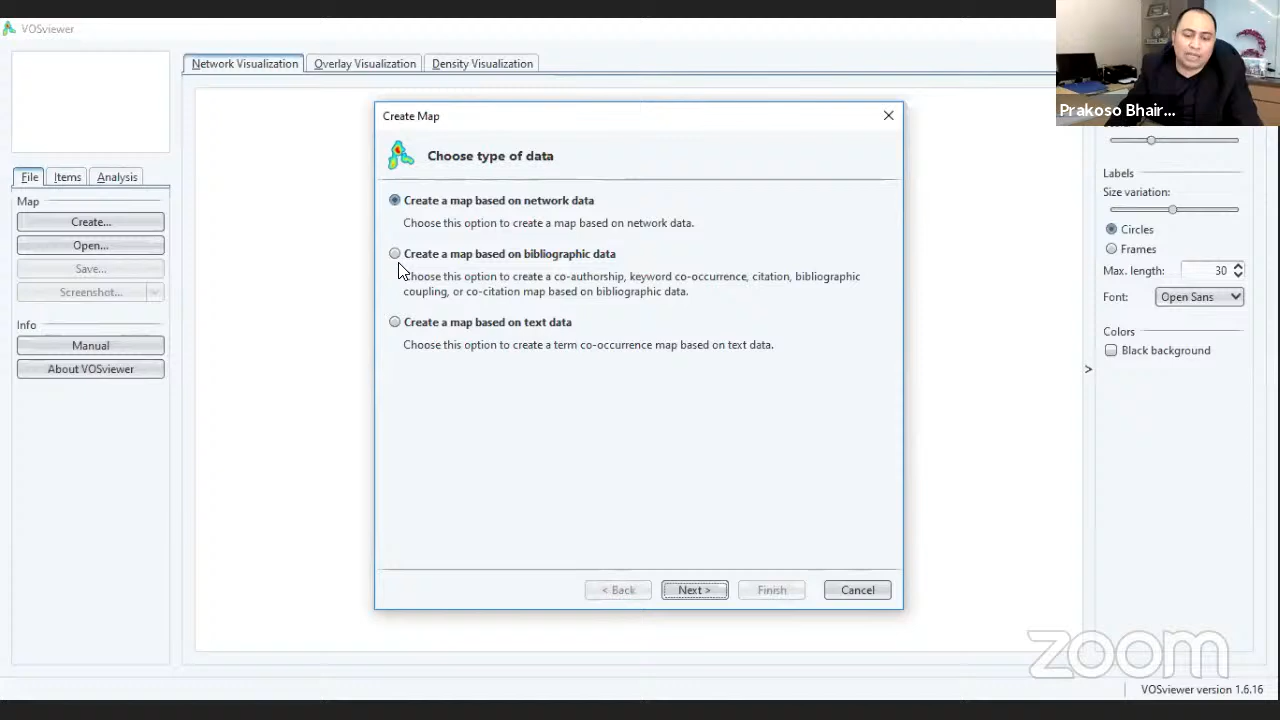 VOSviewer
Prakoso Bhair...
Network Visualization
Overlay Visualization
Density Visualization
File
Items
Analysis
Map
Create...
Open...
Save...
Screenshot...
Info
Manual
About VOSviewer
Create Map
Choose type of data
Create a map based on network data
Choose this option to create a map based on network data.
Create a map based on bibliographic data
Choose this option to create a co-authorship, keyword co-occurrence, citation, bibliographic
coupling, or co-citation map based on bibliographic data.
Create a map based on text data
Choose this option to create a term co-occurrence map based on text data.
< Back
Next >
Finish
Cancel
Labels
Size variation:
Circles
Frames
Max. length:
30
Font:
Open Sans
Colors
Black background
>
zoom
VOSviewer version 1.6.16